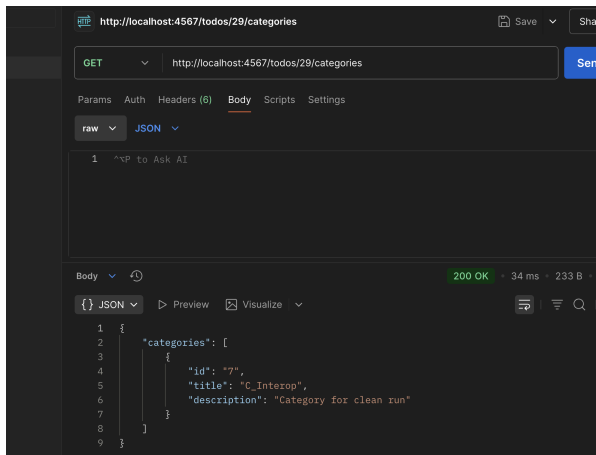 HTTP http://localhost:4567/todos/29/categories Save Sha
GET http://localhost:4567/todos/29/categories Sen
Params Auth Headers (6) Body Scripts Settings
raw JSON
1 ⌃⌥P to Ask AI
Body 200 OK • 34 ms • 233 B •
{} JSON Preview Visualize
1 {
2 "categories": [
3 {
4 "id": "7",
5 "title": "C_Interop",
6 "description": "Category for clean run"
7 }
8 ]
9 }